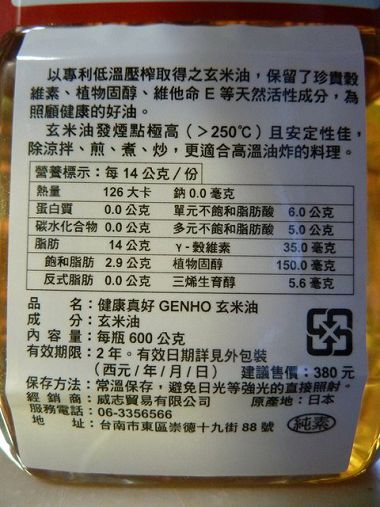 以專利低溫壓榨取得之玄米油，保留了珍貴穀
維素、植物固醇、維他命E等天然活性成分，為
照顧健康的好油。
玄米油發煙點極高（＞250℃）且安定性佳，
除涼拌、煎、煮、炒，更適合高溫油炸的料理。
營養標示：每 14 公克／份
熱量 126 大卡 鈉 0.0 毫克
蛋白質 0.0 公克 單元不飽和脂肪酸 6.0 公克
碳水化合物 0.0 公克 多元不飽和脂肪酸 5.0 公克
脂肪 14 公克 γ-穀維素 35.0 毫克
飽和脂肪 2.9 公克 植物固醇 150.0 毫克
反式脂肪 0.0 公克 三烯生育醇 5.6 毫克
品名：健康真好 GENHO 玄米油
成分：玄米油
內容量：每瓶 600 公克
有效期限：2 年。有效日期詳見外包裝
（西元/年/月/日） 建議售價：380 元
保存方法：常溫保存，避免日光等強光的直接照射。
經銷商：威志貿易有限公司 原產地：日本
服務電話：06-3356566
地址：台南市東區崇德十九街 88 號 純素